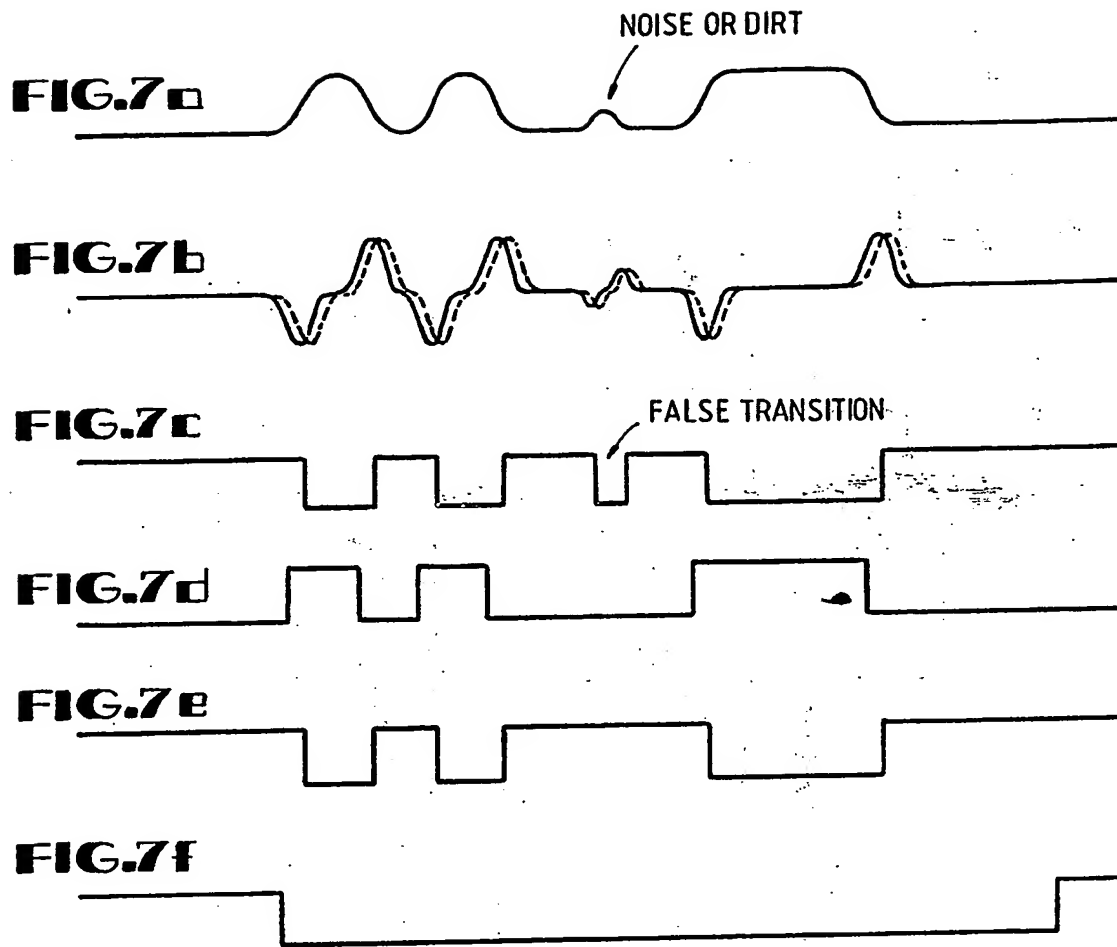 NOISE OR DIRT
FIG.7a
FIG.7b
FIG.7c
FALSE TRANSITION
FIG.7d
FIG.7e
FIG.7f